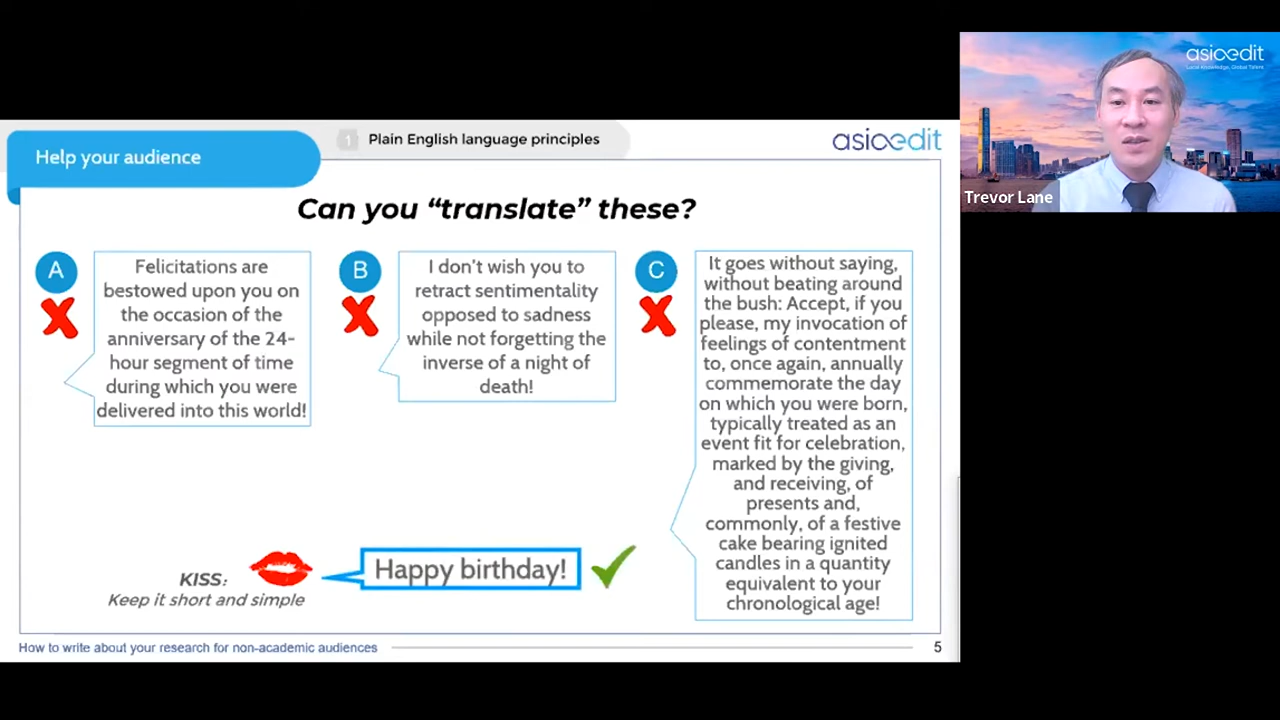 asiaedit
Local Knowledge, Global Talent
Trevor Lane
Help your audience
1 Plain English language principles
asiaedit
Can you “translate” these?
A
Felicitations are
bestowed upon you on
the occasion of the
anniversary of the 24-
hour segment of time
during which you were
delivered into this world!
B
I don't wish you to
retract sentimentality
opposed to sadness
while not forgetting the
inverse of a night of
death!
C
It goes without saying,
without beating around
the bush: Accept, if you
please, my invocation of
feelings of contentment
to, once again, annually
commemorate the day
on which you were born,
typically treated as an
event fit for celebration,
marked by the giving,
and receiving, of
presents and,
commonly, of a festive
cake bearing ignited
candles in a quantity
equivalent to your
chronological age!
KISS:
Keep it short and simple
Happy birthday!
How to write about your research for non-academic audiences
5